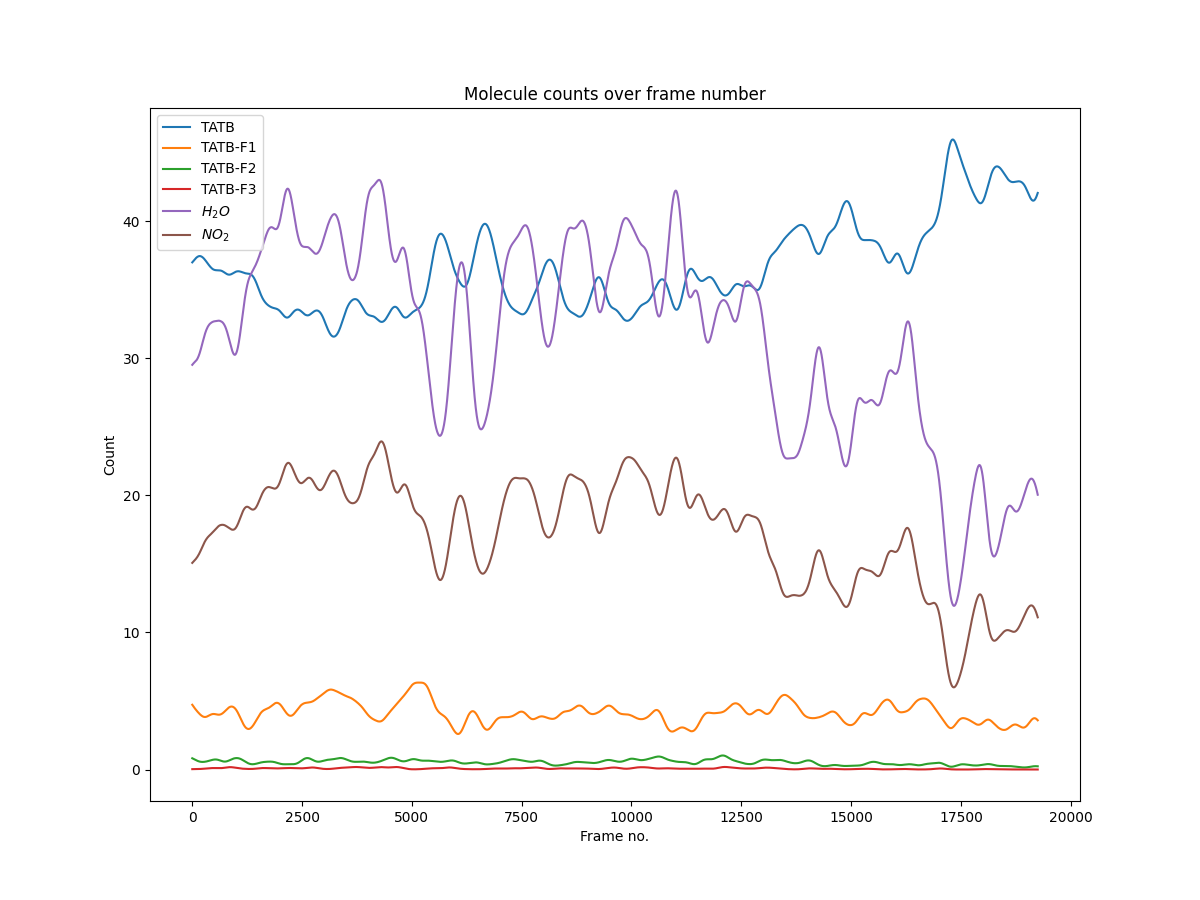 Molecule counts over frame number
TATB
TATB-F1
TATB-F2
TATB-F3
H₂O
NO₂
Count
40
30
20
10
0
0 2500 5000 7500 10000 12500 15000 17500 20000
Frame no.